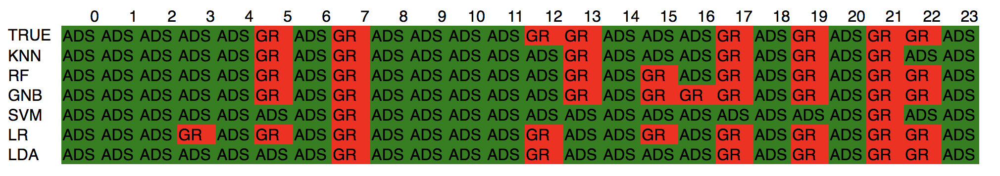 0 1 2 3 4 5 6 7 8 9 10 11 12 13 14 15 16 17 18 19 20 21 22 23
TRUE ADS ADS ADS ADS ADS GR ADS GR ADS ADS ADS ADS GR GR ADS ADS ADS GR ADS GR ADS GR GR ADS
KNN ADS ADS ADS ADS ADS GR ADS GR ADS ADS ADS ADS ADS GR ADS ADS ADS GR ADS GR ADS GR ADS ADS
RF ADS ADS ADS ADS ADS GR ADS GR ADS ADS ADS ADS ADS GR ADS GR ADS GR ADS GR ADS GR GR ADS
GNB ADS ADS ADS ADS ADS GR ADS GR ADS ADS ADS ADS ADS GR ADS GR GR GR ADS GR ADS GR GR ADS
SVM ADS ADS ADS ADS ADS ADS ADS GR ADS ADS ADS ADS ADS ADS ADS ADS ADS ADS ADS ADS ADS GR ADS ADS
LR ADS ADS ADS GR ADS GR ADS GR ADS ADS ADS ADS GR ADS ADS GR ADS GR ADS GR ADS GR GR ADS
LDA ADS ADS ADS ADS ADS ADS ADS GR ADS ADS ADS ADS GR ADS ADS ADS ADS GR ADS GR ADS GR GR ADS